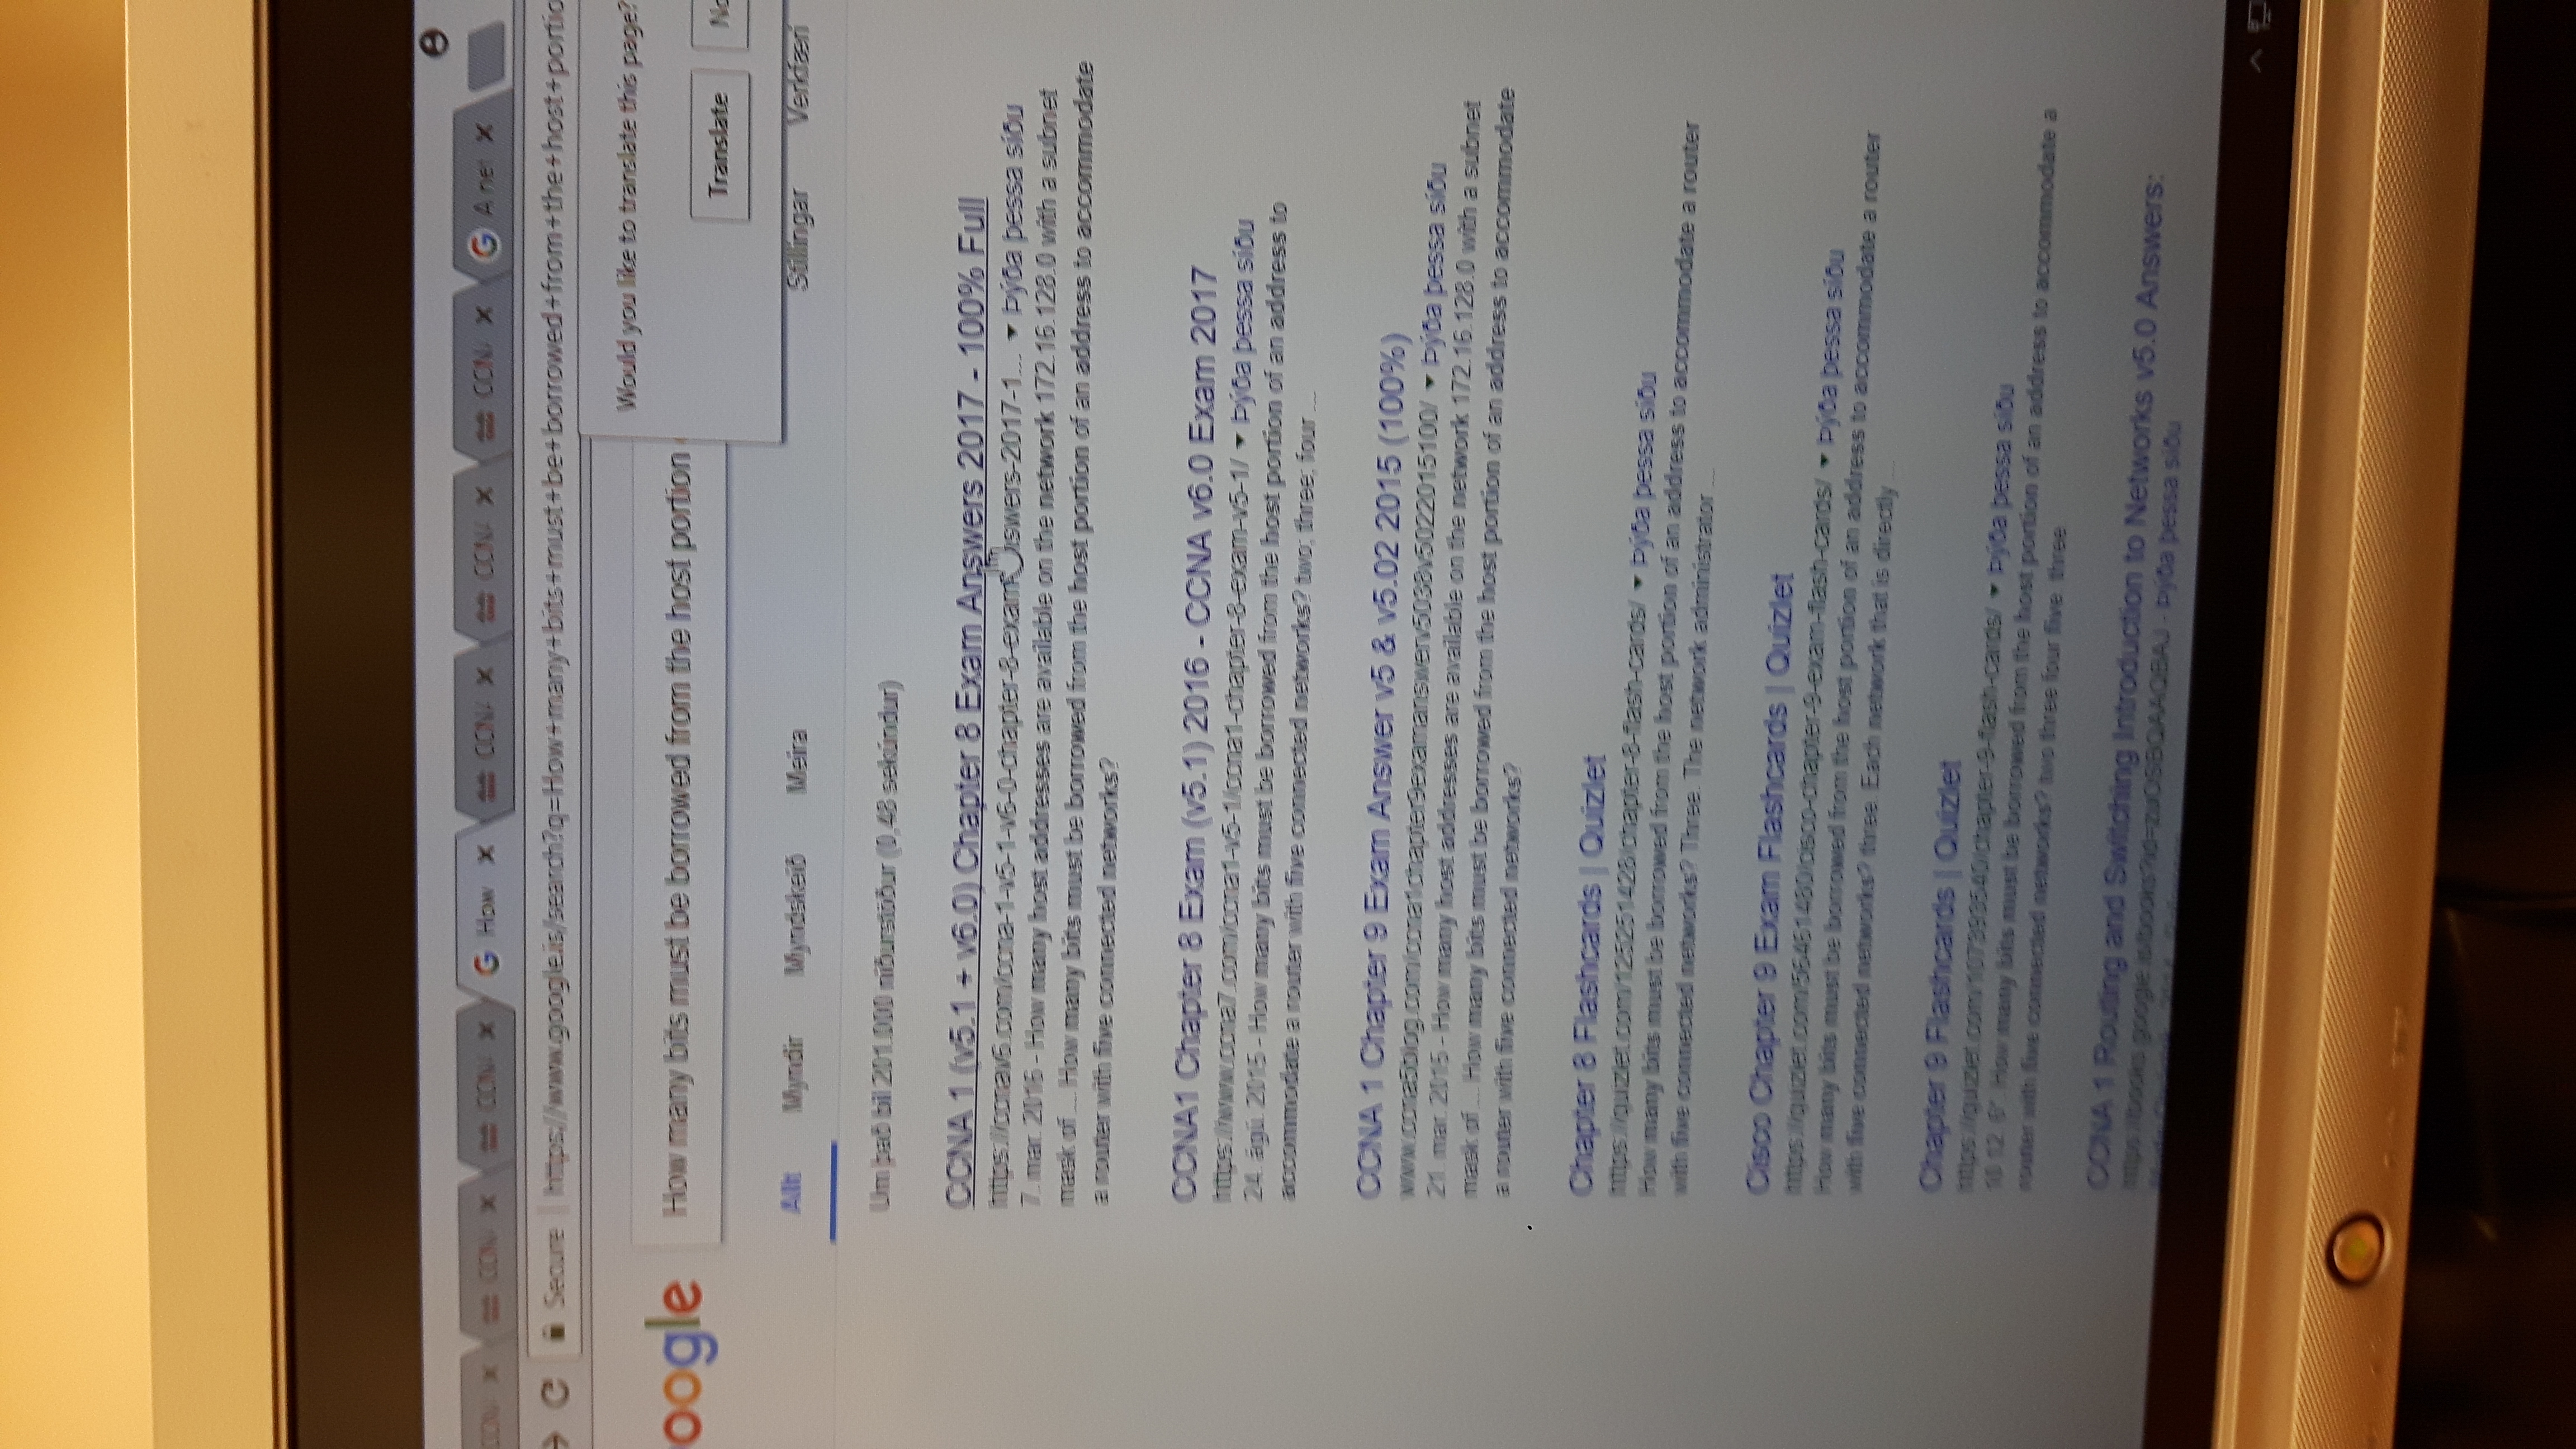 CCN
CCN
How
CCN
CCN
CCN
A ne
Secure
https://www.google.is/search?q=How+many+bits+must+be+borrowed+from+the+host+portio
Would you like to translate this page?
oogle
How many bits must be borrowed from the host portion
Translate
No
Allt Myndir Myndskeið Meira Stillingar Verkfæri
Um það bil 201.000 niðurstöður (0,48 sekúndur)
CCNA 1 (v5.1 + v6.0) Chapter 8 Exam Answers 2017 - 100% Full
https://ccnav6.com/ccna-1-v5-1-v6-0-chapter-8-exam- swers-2017-1... Þýða þessa síðu
7. mar. 2016 - How many host addresses are available on the network 172.16.128.0 with a subnet
mask of ... How many bits must be borrowed from the host portion of an address to accommodate
a router with five connected networks?
CCNA1 Chapter 8 Exam (v5.1) 2016 - CCNA v6.0 Exam 2017
https://www.ccna7.com/ccna1-v5-1/ccna1-chapter-8-exam-v5-1/ Þýða þessa síðu
24. ágú. 2015 - How many bits must be borrowed from the host portion of an address to
accommodate a router with five connected networks? two; three; four ...
CCNA 1 Chapter 9 Exam Answer v5 & v5.02 2015 (100%)
www.ccna5blog.com/ccna1chapter9examanswerv5038v5022015100/ Þýða þessa síðu
21. mar. 2015 - How many host addresses are available on the network 172.16.128.0 with a subnet
mask of ... How many bits must be borrowed from the host portion of an address to accommodate
a router with five connected networks?
Chapter 8 Flashcards | Quizlet
https://quizlet.com/125251428/chapter-8-flash-cards/ Þýða þessa síðu
How many bits must be borrowed from the host portion of an address to accommodate a router
with five connected networks? Three. The network administrator ...
Cisco Chapter 9 Exam Flashcards | Quizlet
https://quizlet.com/56461480/cisco-chapter-9-exam-flash-cards/ Þýða þessa síðu
How many bits must be borrowed from the host portion of an address to accommodate a router
with five connected networks? three. Each network that is directly ...
Chapter 9 Flashcards | Quizlet
https://quizlet.com/107393540/chapter-9-flash-cards/ Þýða þessa síðu
How many bits must be borrowed from the host portion of an address to accommodate a
router with five connected networks? two three four five. three
CCNA 1 Routing and Switching Introduction to Networks v5.0 Answers:
https://books.google.is/books?id=zuOSBQAAQBAJ - Þýða þessa síðu